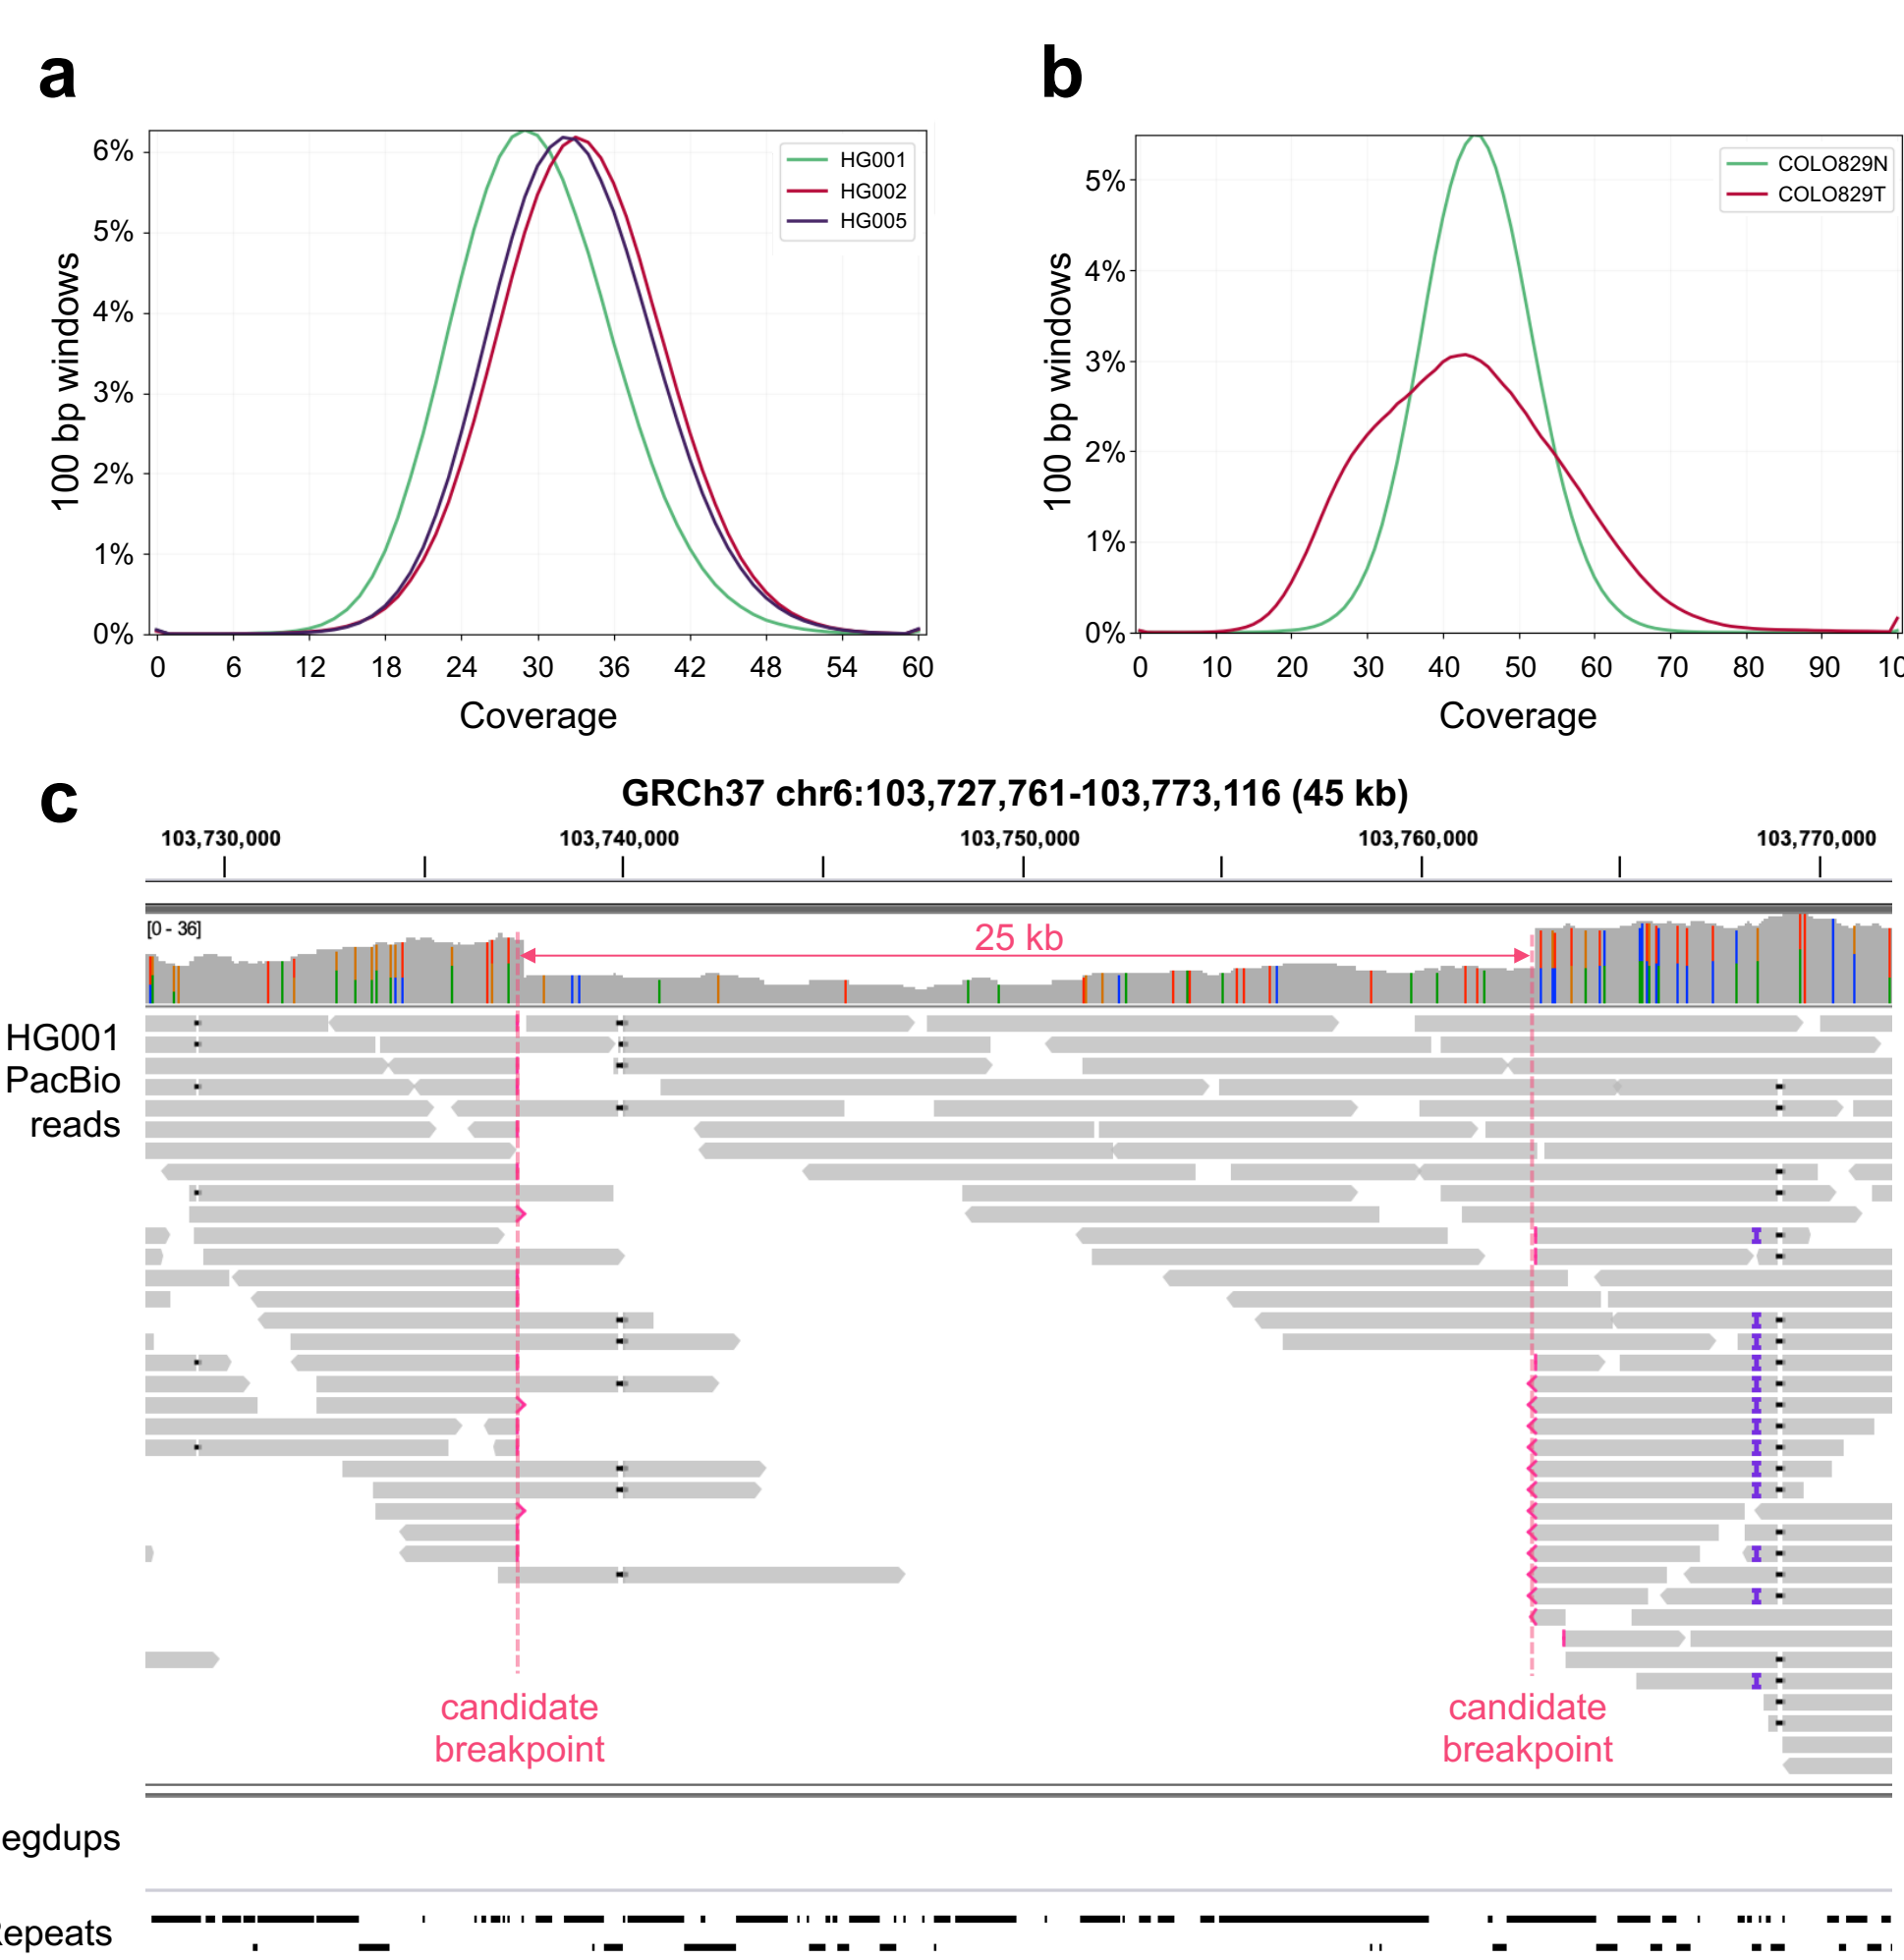 a
b
6%
5%
4%
3%
2%
1%
0%
100 bp windows
HG001
HG002
HG005
0 6 12 18 24 30 36 42 48 54 60
Coverage
5%
4%
3%
2%
1%
0%
100 bp windows
COLO829N
COLO829T
0 10 20 30 40 50 60 70 80 90 10
Coverage
c
GRCh37 chr6:103,727,761-103,773,116 (45 kb)
103,730,000 103,740,000 103,750,000 103,760,000 103,770,000
[0 - 36]
25 kb
HG001
PacBio
reads
candidate
breakpoint
candidate
breakpoint
egdups
epeats